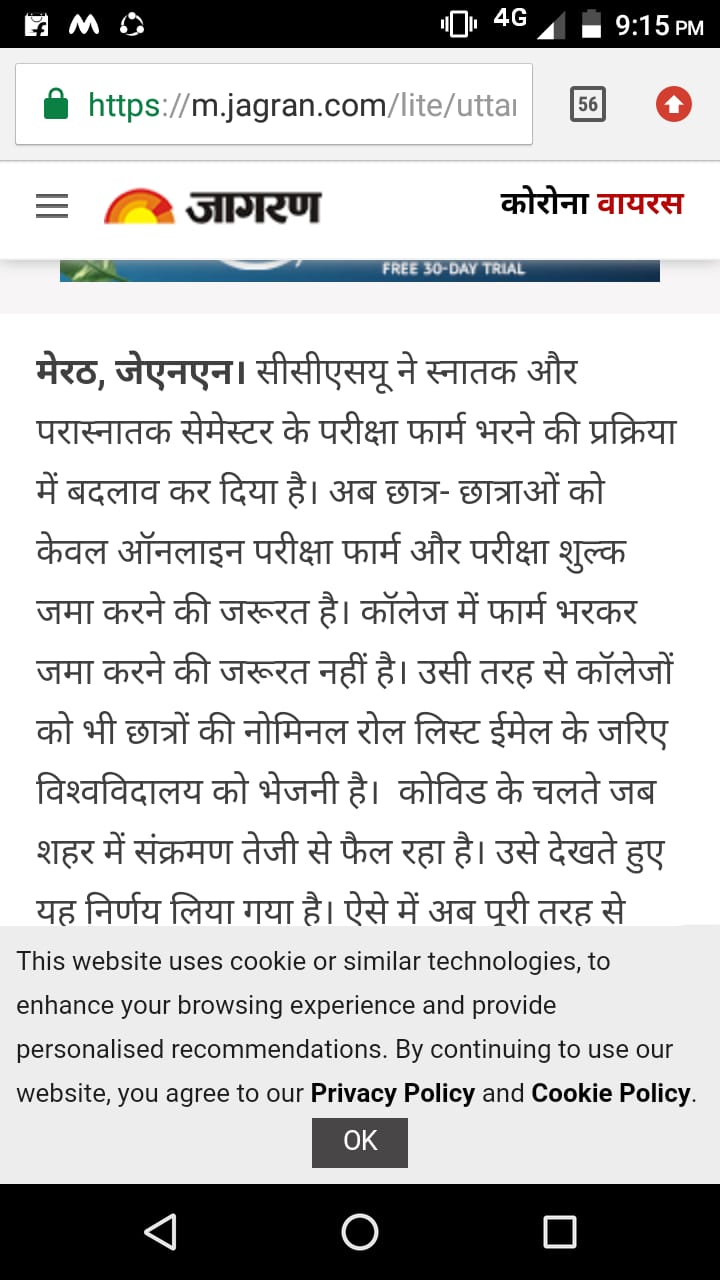 4G 9:15 PM
https://m.jagran.com/lite/uttar
56
जागरण
कोरोना वायरस
FREE 30-DAY TRIAL
मेरठ, जेएनएन। सीसीएसयू ने स्नातक और
परास्नातक सेमेस्टर के परीक्षा फार्म भरने की प्रक्रिया
में बदलाव कर दिया है। अब छात्र- छात्राओं को
केवल ऑनलाइन परीक्षा फार्म और परीक्षा शुल्क
जमा करने की जरूरत है। कॉलेज में फार्म भरकर
जमा करने की जरूरत नहीं है। उसी तरह से कॉलेजों
को भी छात्रों की नोमिनल रोल लिस्ट ईमेल के जरिए
विश्वविदालय को भेजनी है। कोविड के चलते जब
शहर में संक्रमण तेजी से फैल रहा है। उसे देखते हुए
यह निर्णय लिया गया है। ऐसे में अब पूरी तरह से
This website uses cookie or similar technologies, to
enhance your browsing experience and provide
personalised recommendations. By continuing to use our
website, you agree to our Privacy Policy and Cookie Policy.
OK